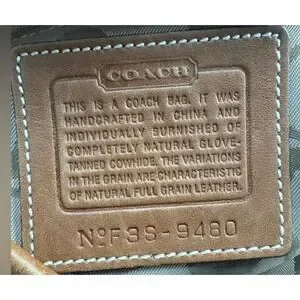 COACH
THIS IS A COACH BAG. IT WAS
HANDCRAFTED IN CHINA AND
INDIVIDUALLY BURNISHED OF
COMPLETELY NATURAL GLOVE-
TANNED COWHIDE. THE VARIATIONS
IN THE GRAIN ARE CHARACTERISTIC
OF NATURAL FULL GRAIN LEATHER.
NºF3S-9480